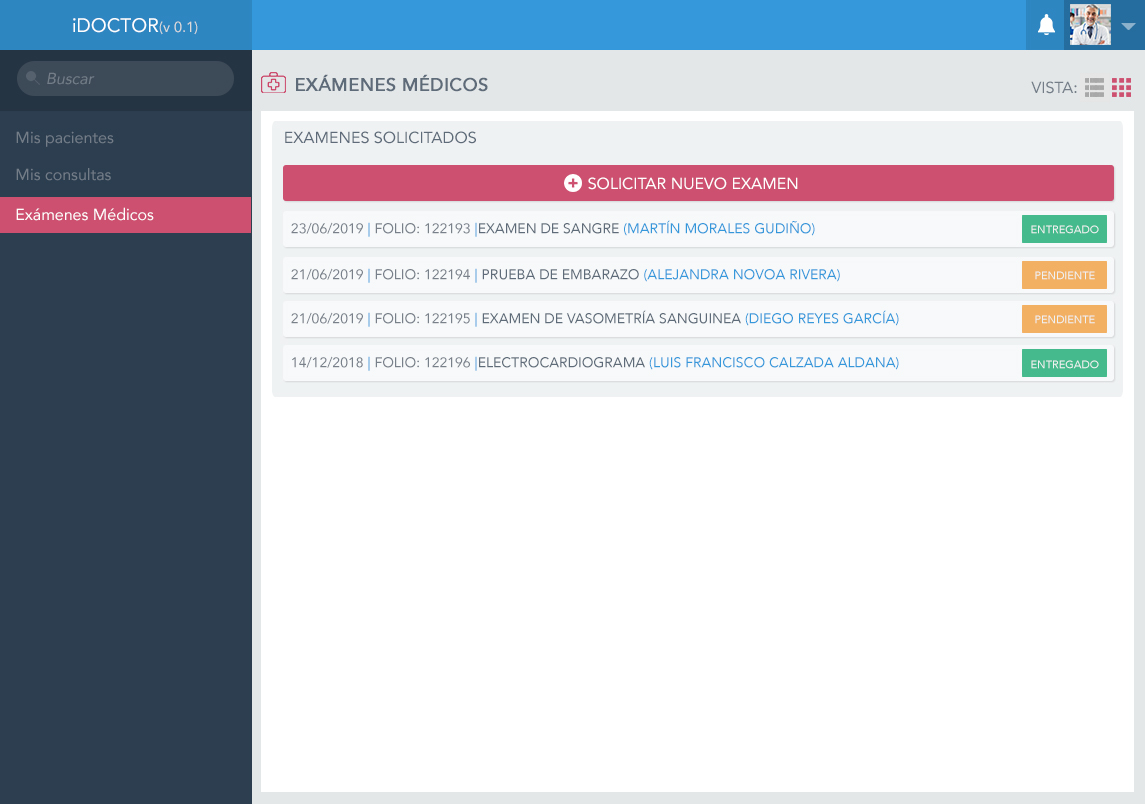 iDOCTOR(v 0.1)
Buscar
Mis pacientes
Mis consultas
Exámenes Médicos
EXÁMENES MÉDICOS
VISTA:
EXAMENES SOLICITADOS
SOLICITAR NUEVO EXAMEN
23/06/2019 | FOLIO: 122193 |EXAMEN DE SANGRE (MARTÍN MORALES GUDIÑO) ENTREGADO
21/06/2019 | FOLIO: 122194 | PRUEBA DE EMBARAZO (ALEJANDRA NOVOA RIVERA) PENDIENTE
21/06/2019 | FOLIO: 122195 | EXAMEN DE VASOMETRÍA SANGUINEA (DIEGO REYES GARCÍA) PENDIENTE
14/12/2018 | FOLIO: 122196 |ELECTROCARDIOGRAMA (LUIS FRANCISCO CALZADA ALDANA) ENTREGADO